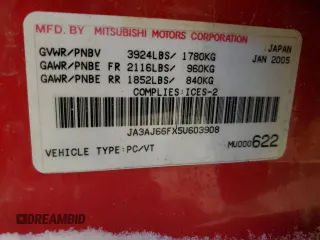 MFD. BY MITSUBISHI MOTORS CORPORATION
JAPAN
GVWR/PNBV 3924LBS/ 1780KG JAN 2005
GAWR/PNBE FR 2116LBS/ 960KG
GAWR/PNBE RR 1852LBS/ 840KG
COMPLIES:ICES-2
JA3AJ66FX5U603908
VEHICLE TYPE:PC/VT MU000622
DREAMBID